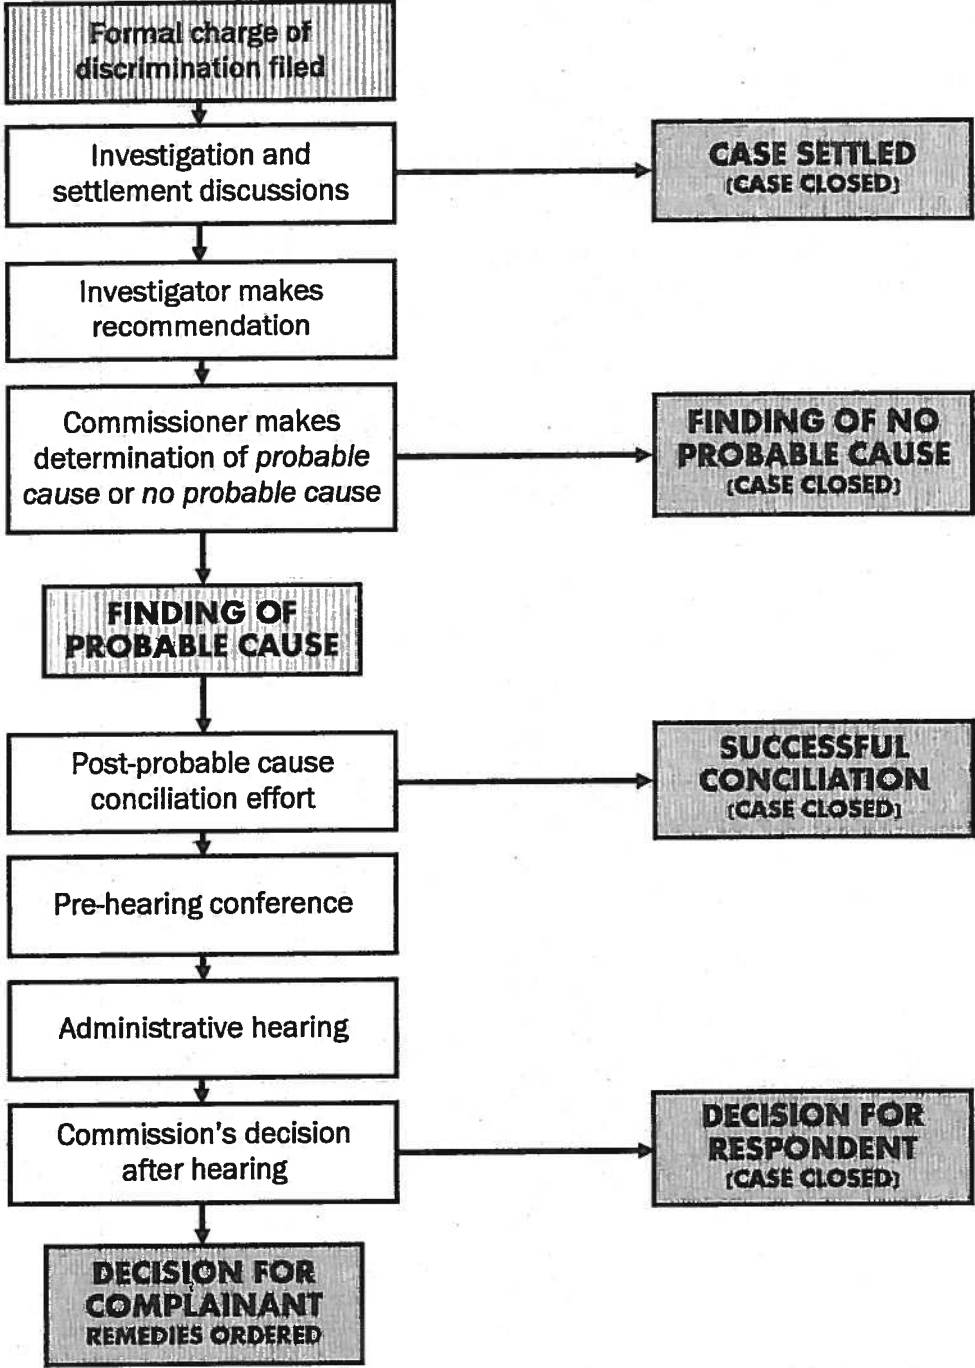 Formal charge of
discrimination filed
Investigation and
settlement discussions
CASE SETTLED
(CASE CLOSED)
Investigator makes
recommendation
Commissioner makes
determination of probable
cause or no probable cause
FINDING OF NO
PROBABLE CAUSE
(CASE CLOSED)
FINDING OF
PROBABLE CAUSE
Post-probable cause
conciliation effort
SUCCESSFUL
CONCILIATION
(CASE CLOSED)
Pre-hearing conference
Administrative hearing
Commission's decision
after hearing
DECISION FOR
RESPONDENT
(CASE CLOSED)
DECISION FOR
COMPLAINANT
REMEDIES ORDERED